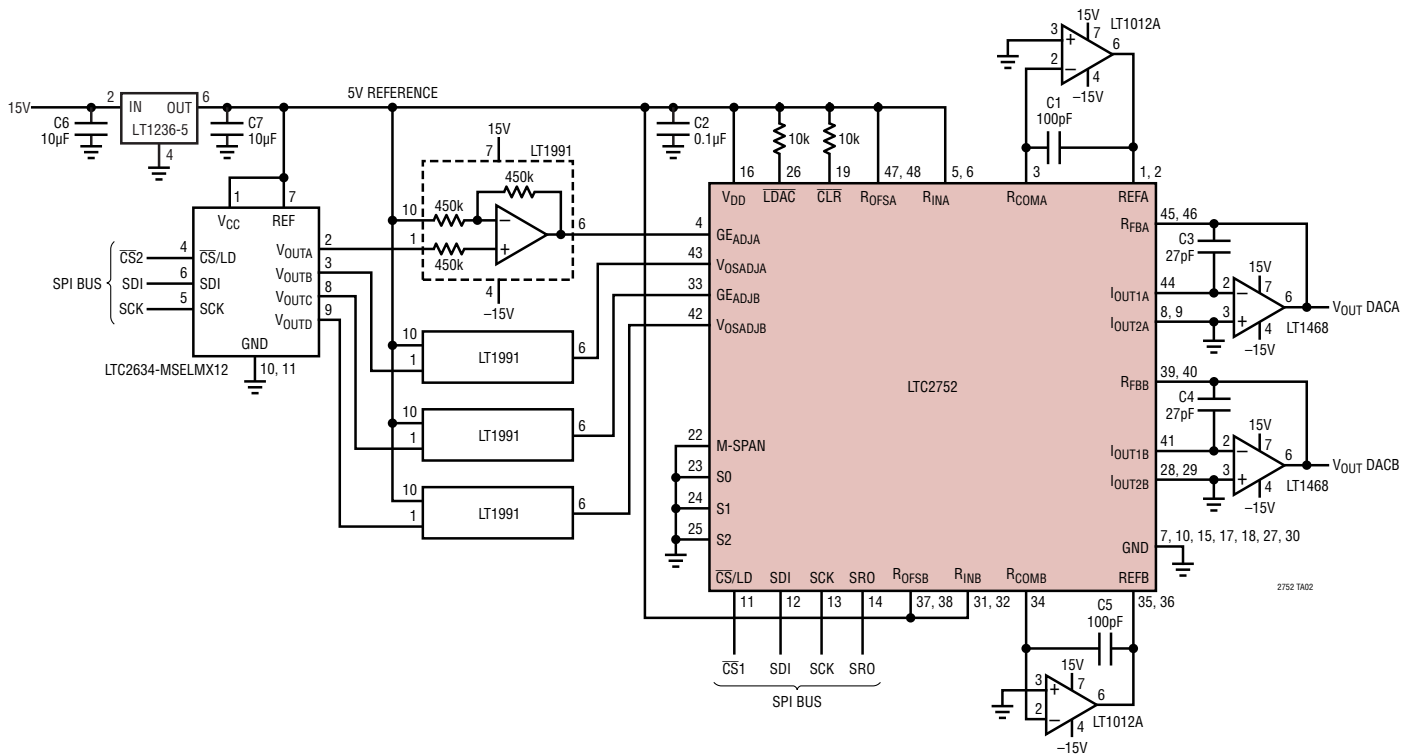 15V
2
IN
OUT
6
LT1236-5
4
C6
10µF
C7
10µF
5V REFERENCE
1
7
V<sub>CC</sub>
REF
SPI BUS
C̅S̅2
4
C̅S̅/LD
SDI
6
SDI
SCK
5
SCK
V<sub>OUTA</sub>
2
V<sub>OUTB</sub>
3
V<sub>OUTC</sub>
8
V<sub>OUTD</sub>
9
GND
10, 11
LTC2634-MSELMX12
15V
7
LT1991
10
450k
450k
1
450k
−
+
6
4
–15V
10
1
LT1991
6
10
1
LT1991
6
10
1
LT1991
6
C2
0.1µF
10k
10k
16
26
19
47, 48
5, 6
3
1, 2
V<sub>DD</sub>
L̅D̅A̅C̅
C̅L̅R̅
R<sub>OFSA</sub>
R<sub>INA</sub>
R<sub>COMA</sub>
REFA
15V
LT1012A
3
+
7
6
2
−
4
–15V
C1
100pF
4
GE<sub>ADJA</sub>
43
V<sub>OSADJA</sub>
33
GE<sub>ADJB</sub>
42
V<sub>OSADJB</sub>
LTC2752
22
M-SPAN
23
S0
24
S1
25
S2
R<sub>FBA</sub>
45, 46
C3
27pF
I<sub>OUT1A</sub>
44
I<sub>OUT2A</sub>
8, 9
15V
2
−
7
6
3
+
4
–15V
LT1468
V<sub>OUT</sub> DACA
R<sub>FBB</sub>
39, 40
C4
27pF
I<sub>OUT1B</sub>
41
I<sub>OUT2B</sub>
28, 29
15V
2
−
7
6
3
+
4
–15V
LT1468
V<sub>OUT</sub> DACB
GND
7, 10, 15, 17, 18, 27, 30
C̅S̅/LD
SDI
SCK
SRO
R<sub>OFSB</sub>
R<sub>INB</sub>
R<sub>COMB</sub>
REFB
11
12
13
14
37, 38
31, 32
34
35, 36
2752 TA02
C̅S̅1
SDI
SCK
SRO
SPI BUS
C5
100pF
15V
3
+
7
6
2
−
4
LT1012A
–15V